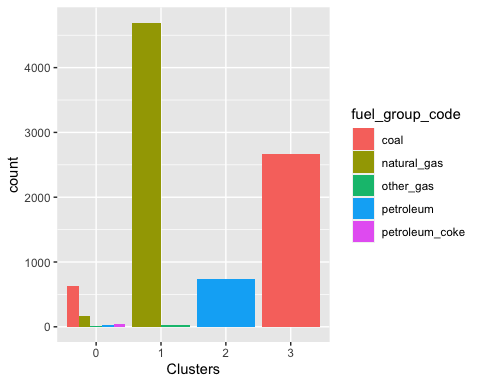 4000
3000
2000
1000
0
count
0 1 2 3
Clusters
fuel_group_code
coal
natural_gas
other_gas
petroleum
petroleum_coke